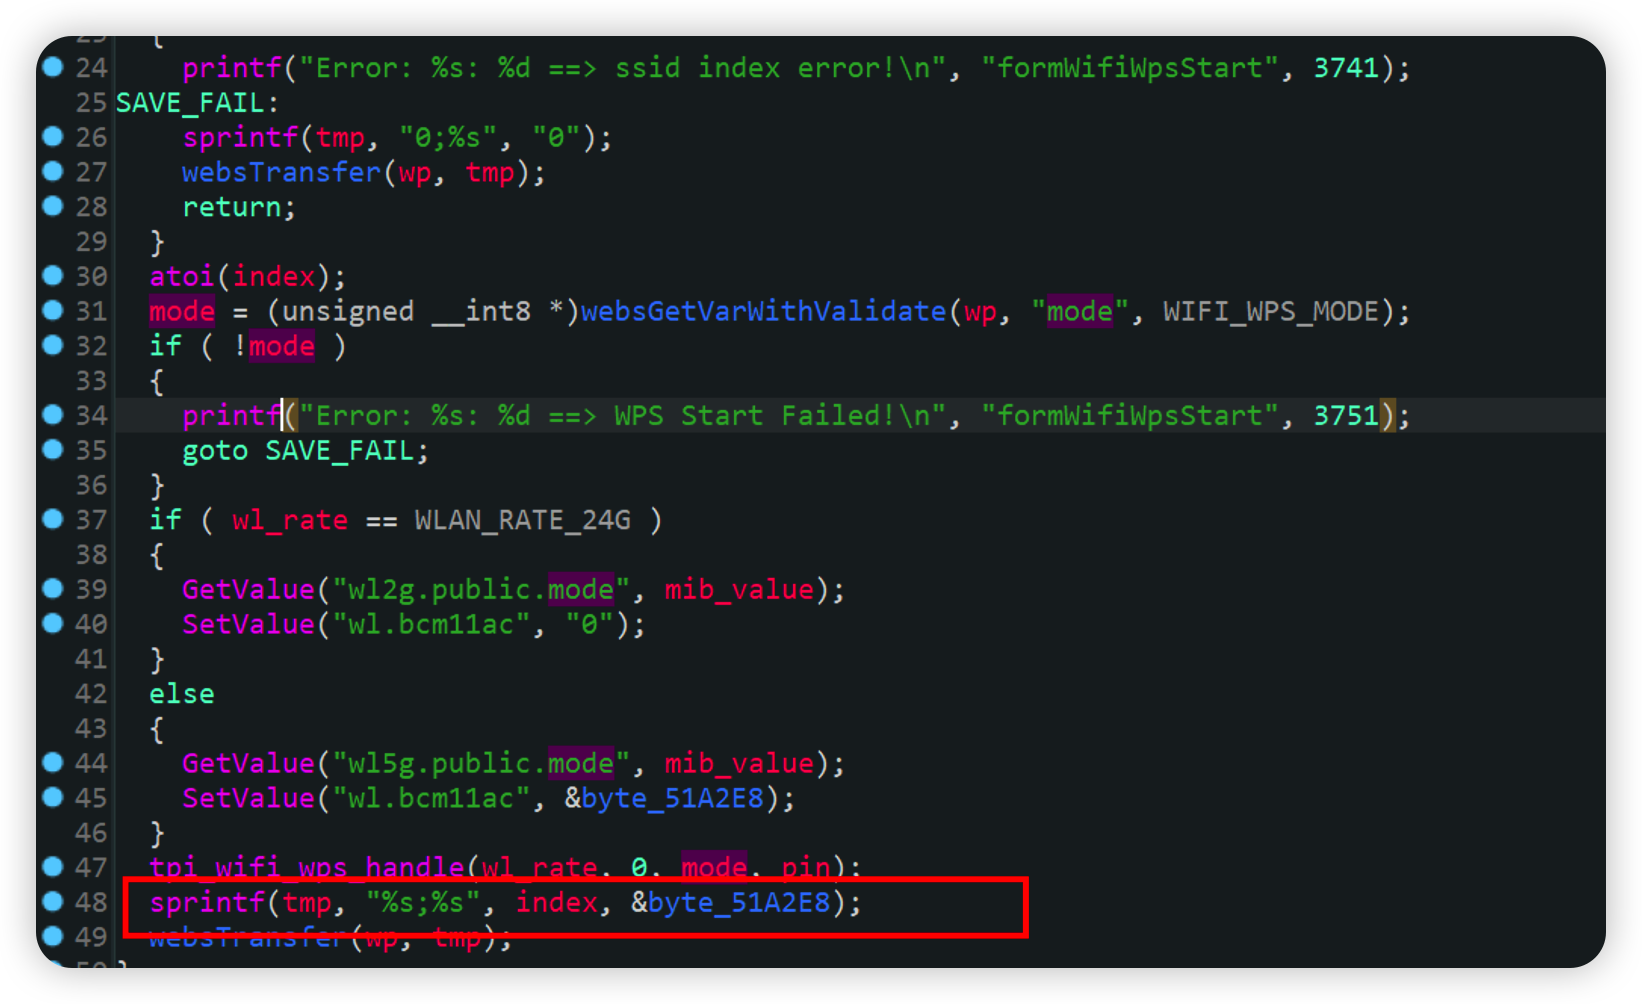 24 printf("Error: %s: %d ==> ssid index error!\n", "formWifiWpsStart", 3741);
25 SAVE_FAIL:
26 sprintf(tmp, "0;%s", "0");
27 websTransfer(wp, tmp);
28 return;
29 }
30 atoi(index);
31 mode = (unsigned __int8 *)websGetVarWithValidate(wp, "mode", WIFI_WPS_MODE);
32 if ( !mode )
33 {
34 printf("Error: %s: %d ==> WPS Start Failed!\n", "formWifiWpsStart", 3751);
35 goto SAVE_FAIL;
36 }
37 if ( wl_rate == WLAN_RATE_24G )
38 {
39 GetValue("wl2g.public.mode", mib_value);
40 SetValue("wl.bcm11ac", "0");
41 }
42 else
43 {
44 GetValue("wl5g.public.mode", mib_value);
45 SetValue("wl.bcm11ac", &byte_51A2E8);
46 }
47 tpi_wifi_wps_handle(wl_rate, 0, mode, pin);
48 sprintf(tmp, "%s;%s", index, &byte_51A2E8);
49 websTransfer(wp, tmp);